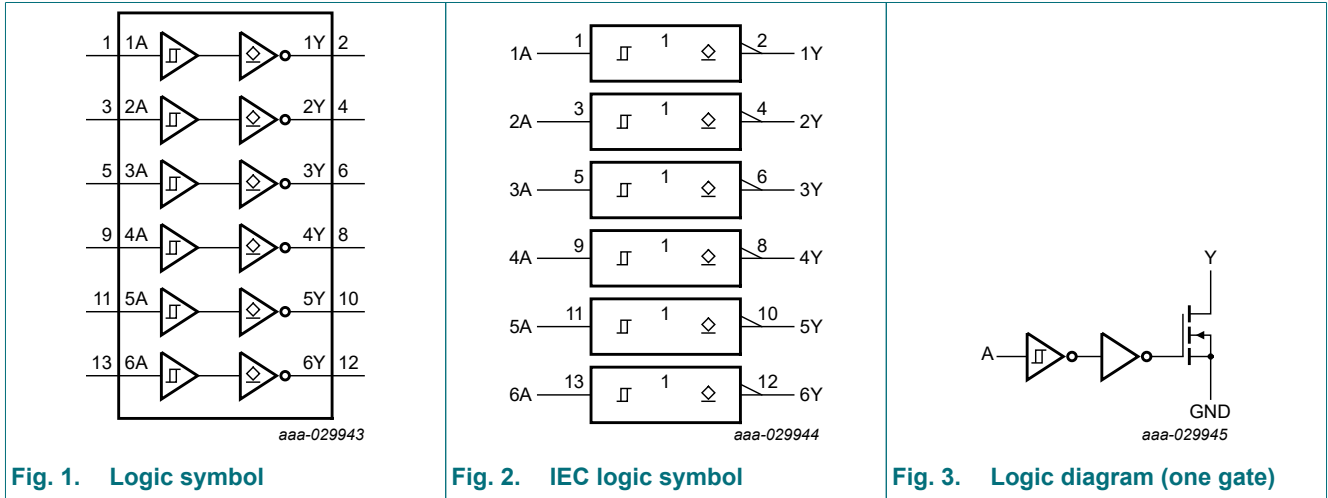 1 1A 1Y 2
3 2A 2Y 4
5 3A 3Y 6
9 4A 4Y 8
11 5A 5Y 10
13 6A 6Y 12
aaa-029943
Fig. 1. Logic symbol
1A 1 1 2 1Y
2A 3 1 4 2Y
3A 5 1 6 3Y
4A 9 1 8 4Y
5A 11 1 10 5Y
6A 13 1 12 6Y
aaa-029944
Fig. 2. IEC logic symbol
Y
A
GND
aaa-029945
Fig. 3. Logic diagram (one gate)